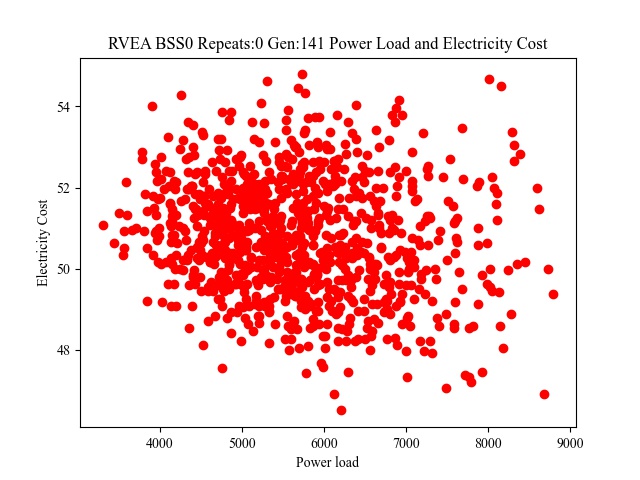 RVEA BSS0 Repeats:0 Gen:141 Power Load and Electricity Cost
54
52
50
48
Electricity Cost
4000 5000 6000 7000 8000 9000
Power load